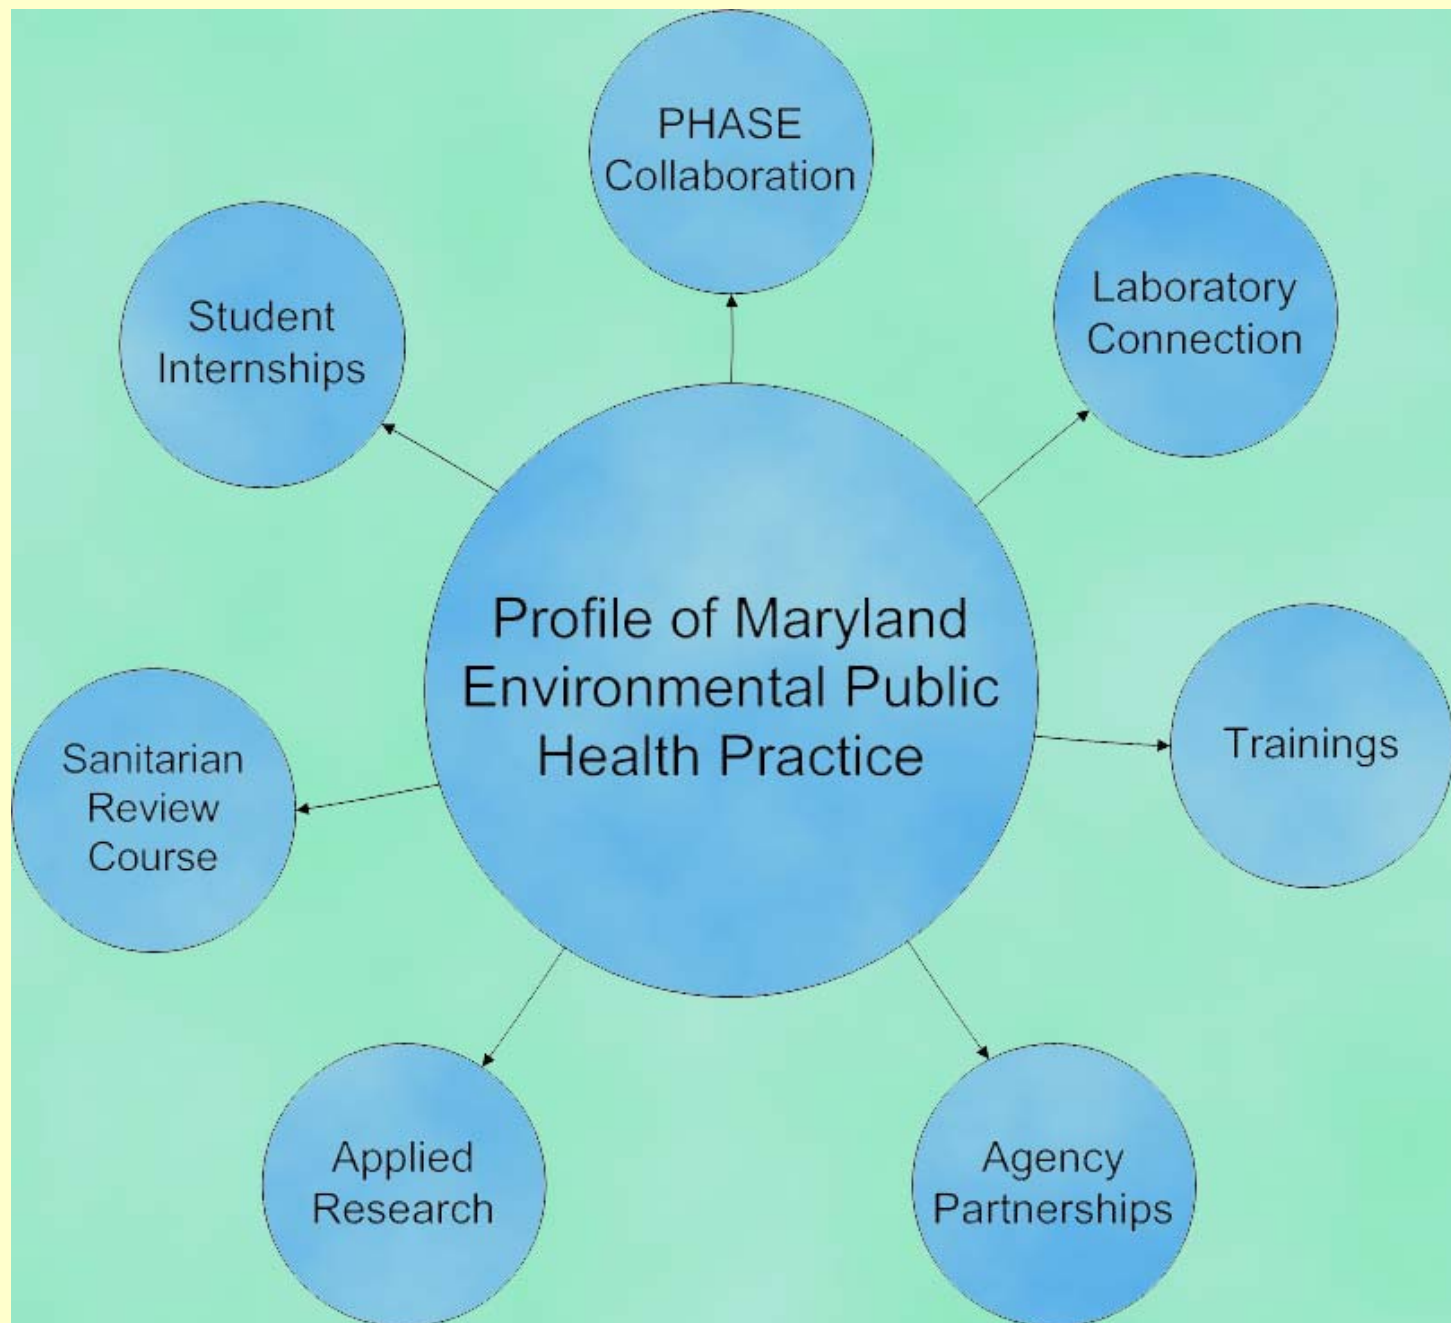 PHASE
Collaboration
Laboratory
Connection
Student
Internships
Profile of Maryland
Environmental Public
Health Practice
Trainings
Sanitarian
Review
Course
Applied
Research
Agency
Partnerships